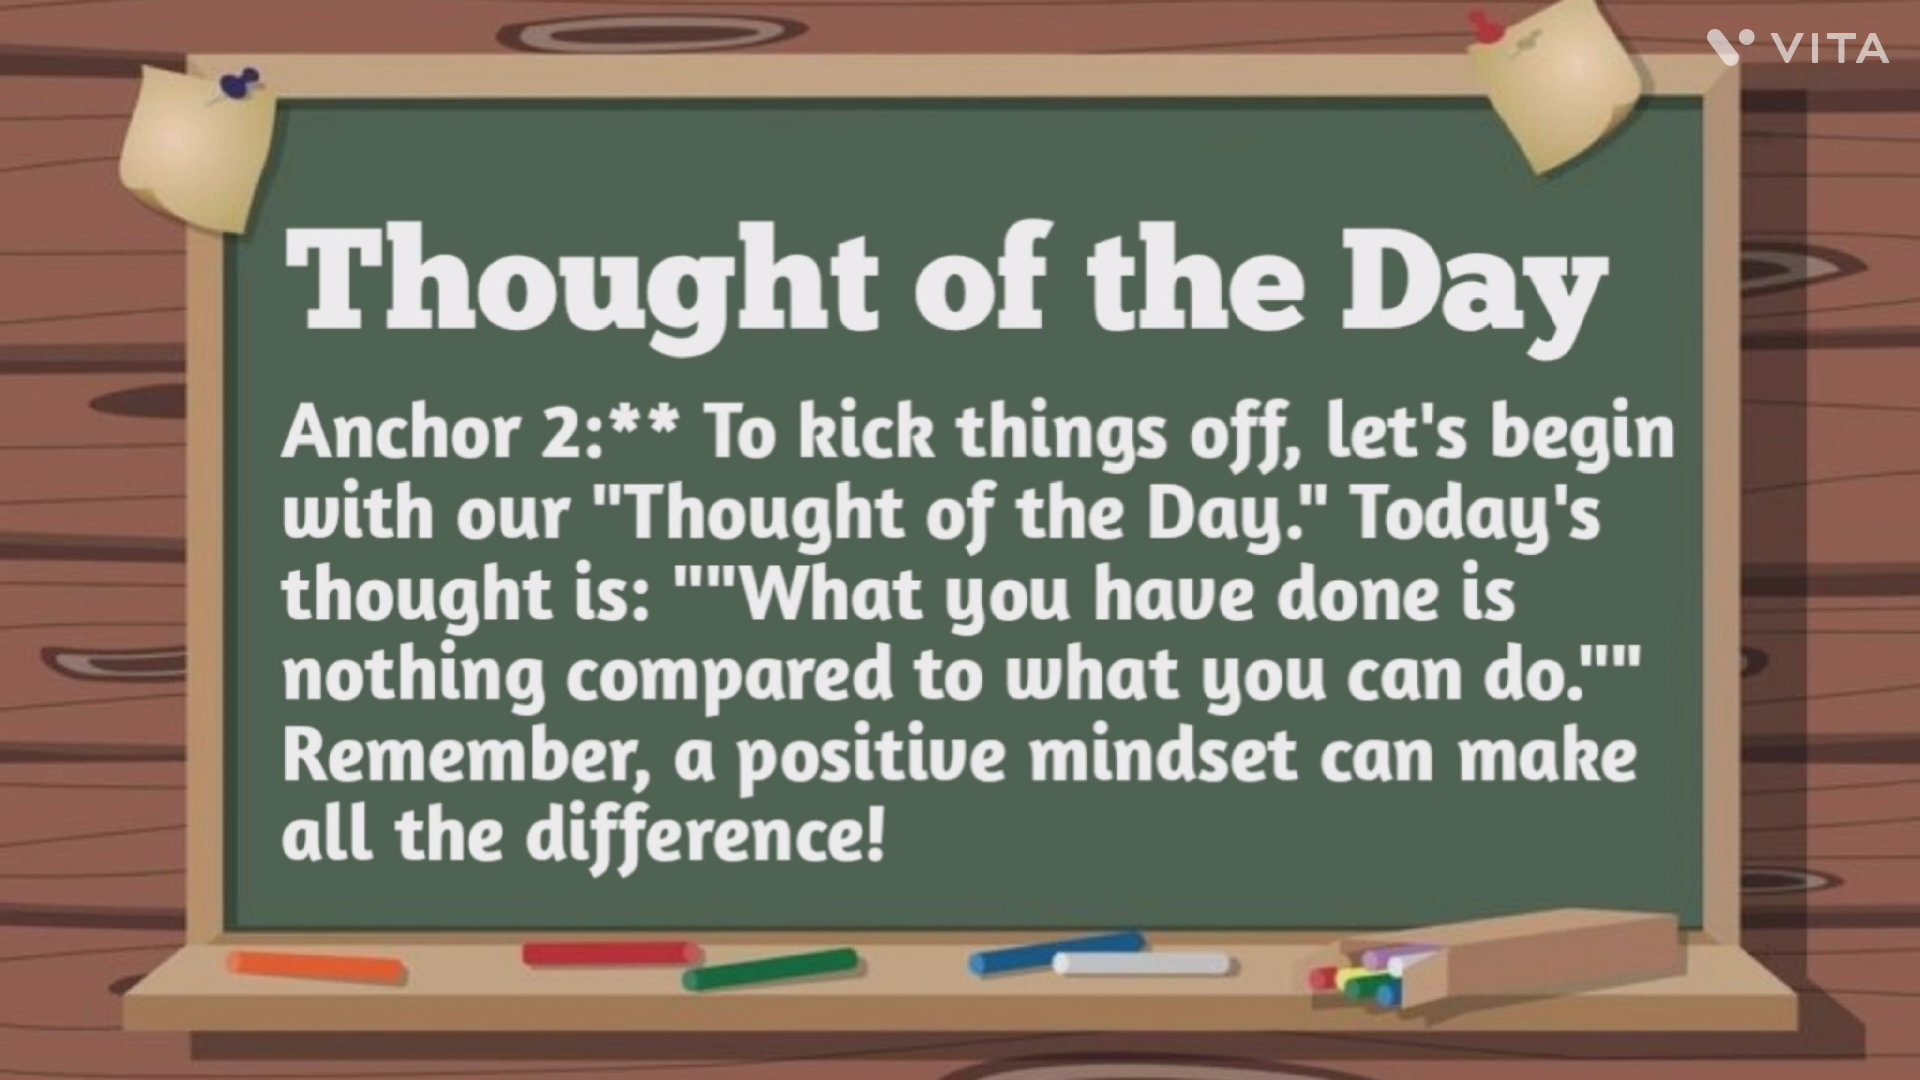 VITA
Thought of the Day
Anchor 2:** To kick things off, let's begin
with our "Thought of the Day." Today's
thought is: ""What you have done is
nothing compared to what you can do.""
Remember, a positive mindset can make
all the difference!